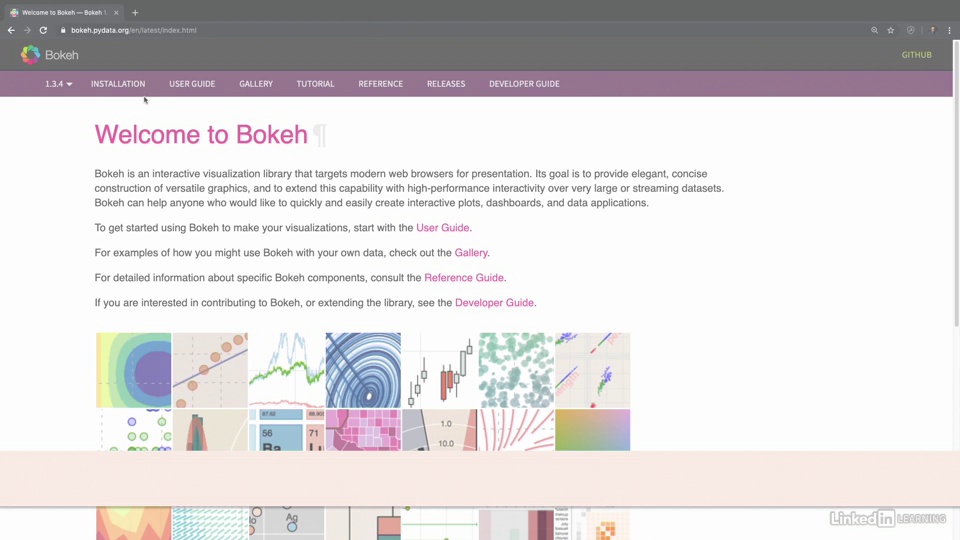 Welcome to Bokeh — Bokeh 1.
bokeh.pydata.org/en/latest/index.html
Bokeh
GITHUB
1.3.4 INSTALLATION USER GUIDE GALLERY TUTORIAL REFERENCE RELEASES DEVELOPER GUIDE
Welcome to Bokeh ¶
Bokeh is an interactive visualization library that targets modern web browsers for presentation. Its goal is to provide elegant, concise
construction of versatile graphics, and to extend this capability with high-performance interactivity over very large or streaming datasets.
Bokeh can help anyone who would like to quickly and easily create interactive plots, dashboards, and data applications.
To get started using Bokeh to make your visualizations, start with the User Guide.
For examples of how you might use Bokeh with your own data, check out the Gallery.
For detailed information about specific Bokeh components, consult the Reference Guide.
If you are interested in contributing to Bokeh, or extending the library, see the Developer Guide.
87.62
56
71
Ba
1.0
10.0
Ag
LinkedIn LEARNING